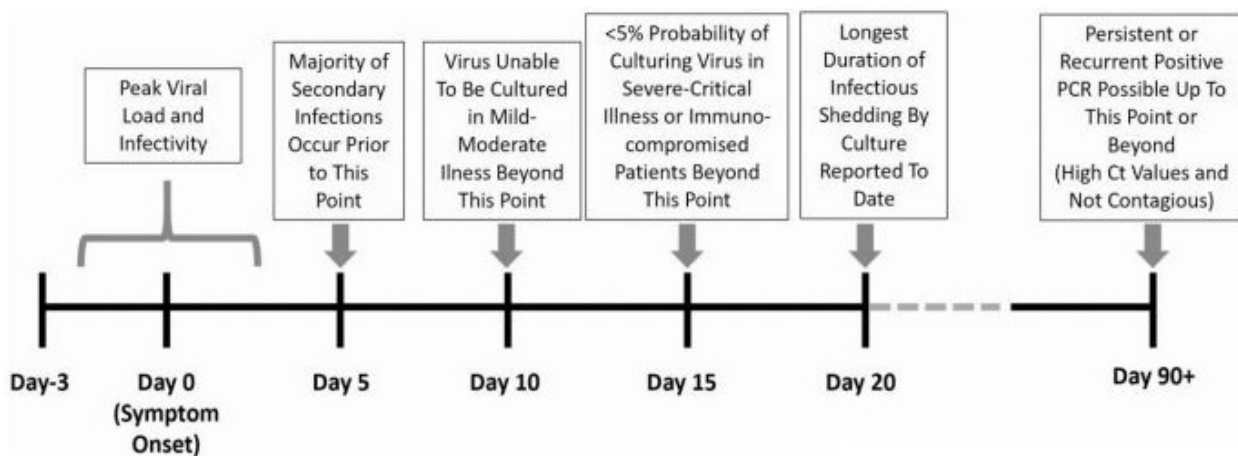 Peak Viral
Load and
Infectivity
Majority of
Secondary
Infections
Occur Prior
to This
Point
Virus Unable
To Be Cultured
in Mild-
Moderate
Ilness Beyond
This Point
<5% Probability of
Culturing Virus in
Severe-Critical
Illness or Immuno-
compromised
Patients Beyond
This Point
Longest
Duration of
Infectious
Shedding By
Culture
Reported To
Date
Persistent or
Recurrent Positive
PCR Possible Up To
This Point or
Beyond
(High Ct Values and
Not Contagious)
Day-3
Day 0
(Symptom
Onset)
Day 5
Day 10
Day 15
Day 20
Day 90+